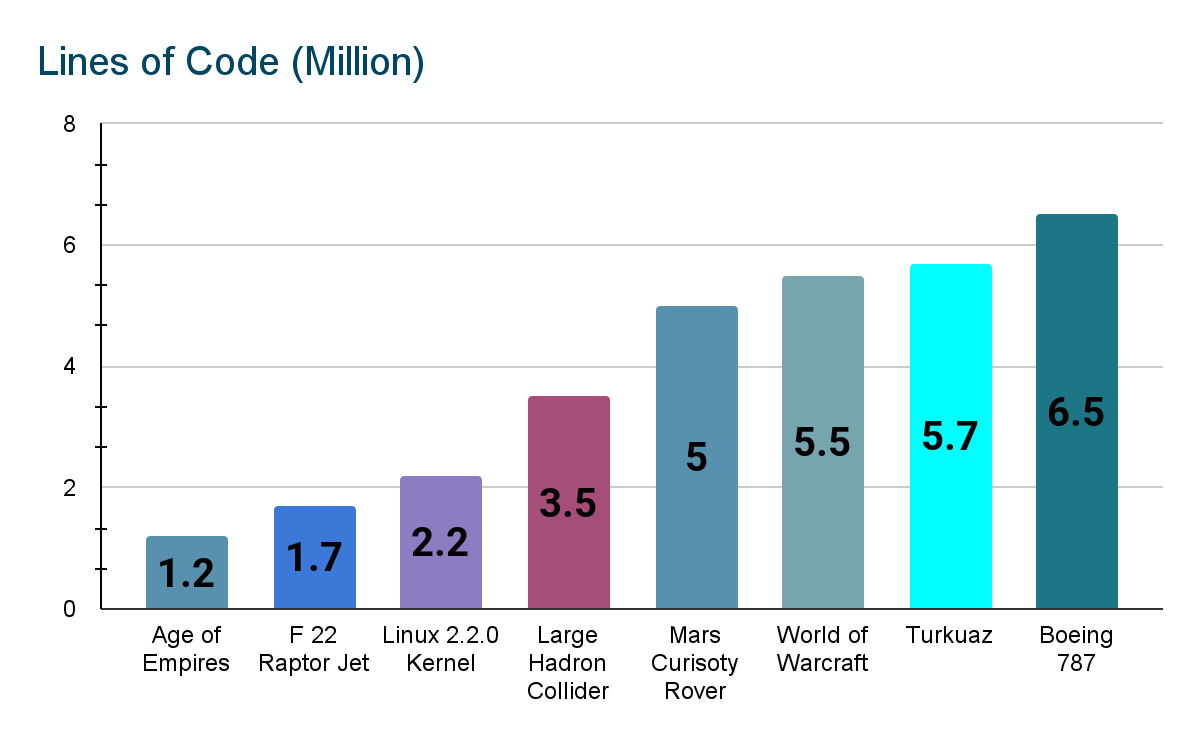 Lines of Code (Million)
8
6
4
2
0
1.2
1.7
2.2
3.5
5
5.5
5.7
6.5
Age of
Empires
F 22
Raptor Jet
Linux 2.2.0
Kernel
Large
Hadron
Collider
Mars
Curisoty
Rover
World of
Warcraft
Turkuaz
Boeing
787